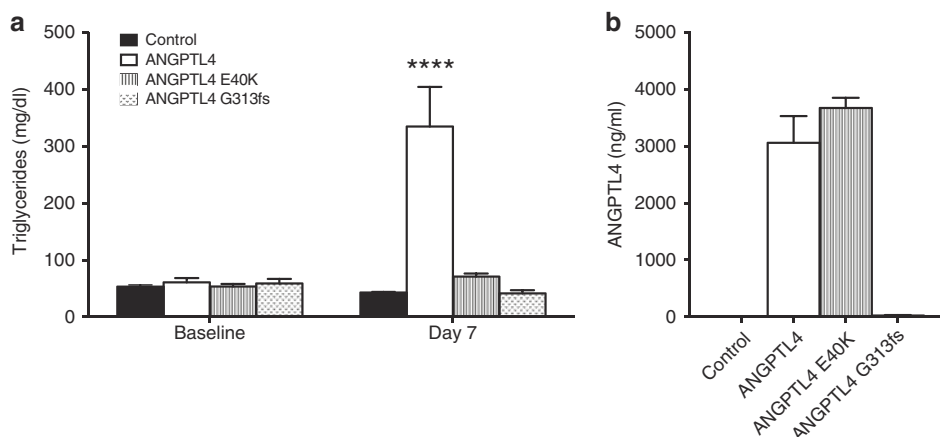 a
500
400
300
200
100
0
Triglycerides (mg/dl)
Control
ANGPTL4
ANGPTL4 E40K
ANGPTL4 G313fs
****
Baseline
Day 7
b
5000
4000
3000
2000
1000
0
ANGPTL4 (ng/ml)
Control
ANGPTL4
ANGPTL4 E40K
ANGPTL4 G313fs